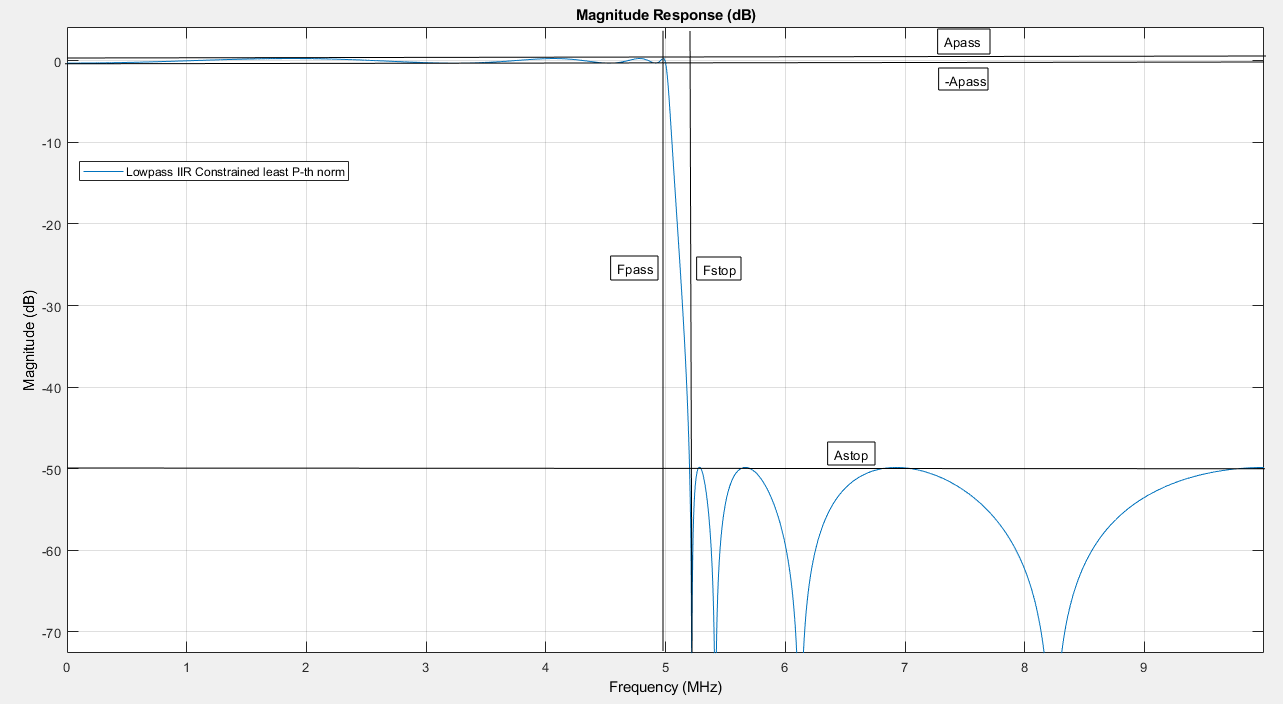 Magnitude Response (dB)
Apass
0
-Apass
-10
Lowpass IIR Constrained least P-th norm
-20
Fpass
Fstop
-30
Magnitude (dB)
-40
Astop
-50
-60
-70
0 1 2 3 4 5 6 7 8 9
Frequency (MHz)